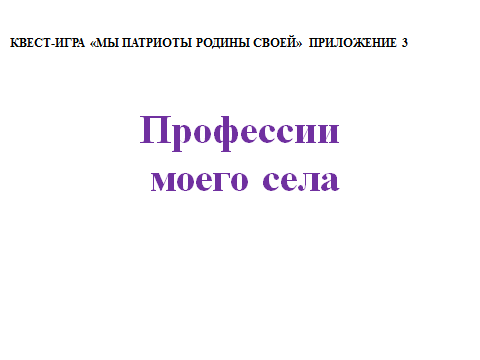 КВЕСТ-ИГРА «МЫ ПАТРИОТЫ РОДИНЫ СВОЕЙ» ПРИЛОЖЕНИЕ 3
Профессии
моего села